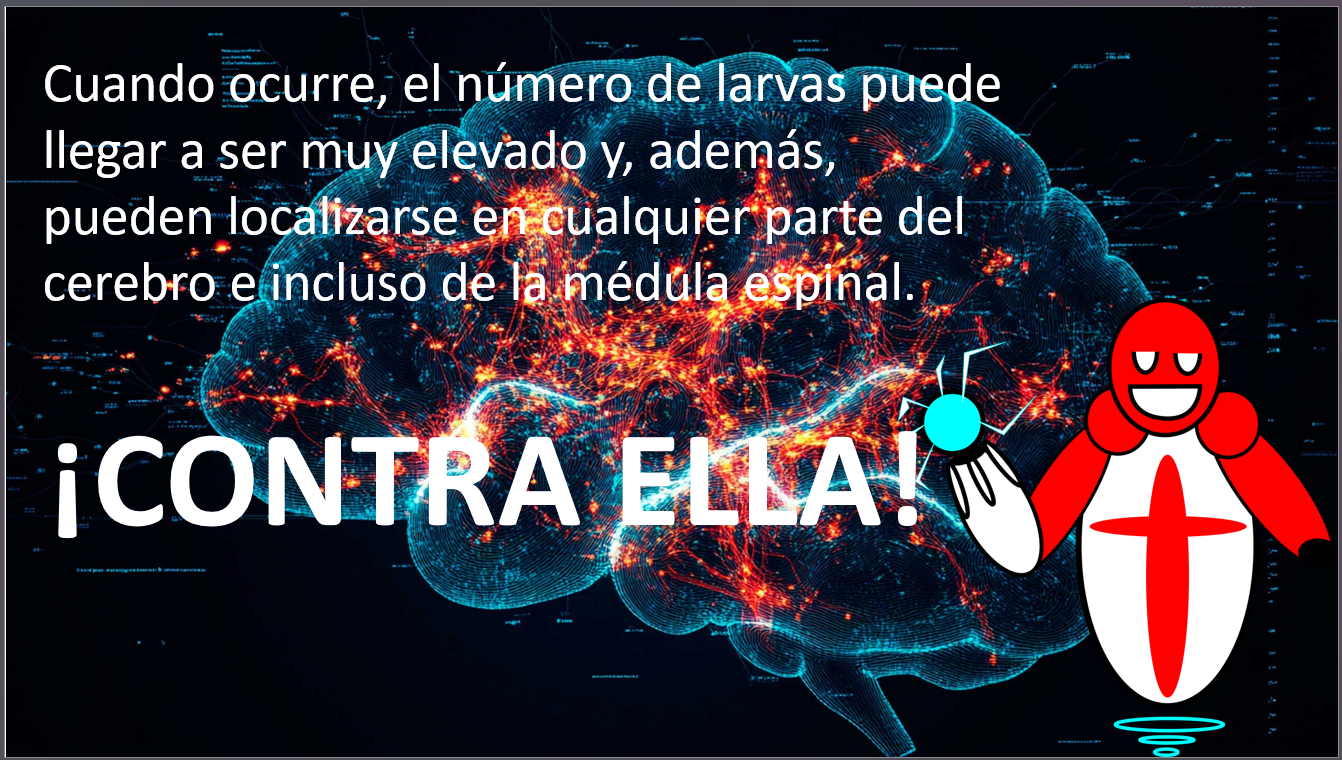 Cuando ocurre, el número de larvas puede
llegar a ser muy elevado y, además,
pueden localizarse en cualquier parte del
cerebro e incluso de la médula espinal.
¡CONTRA ELLA!